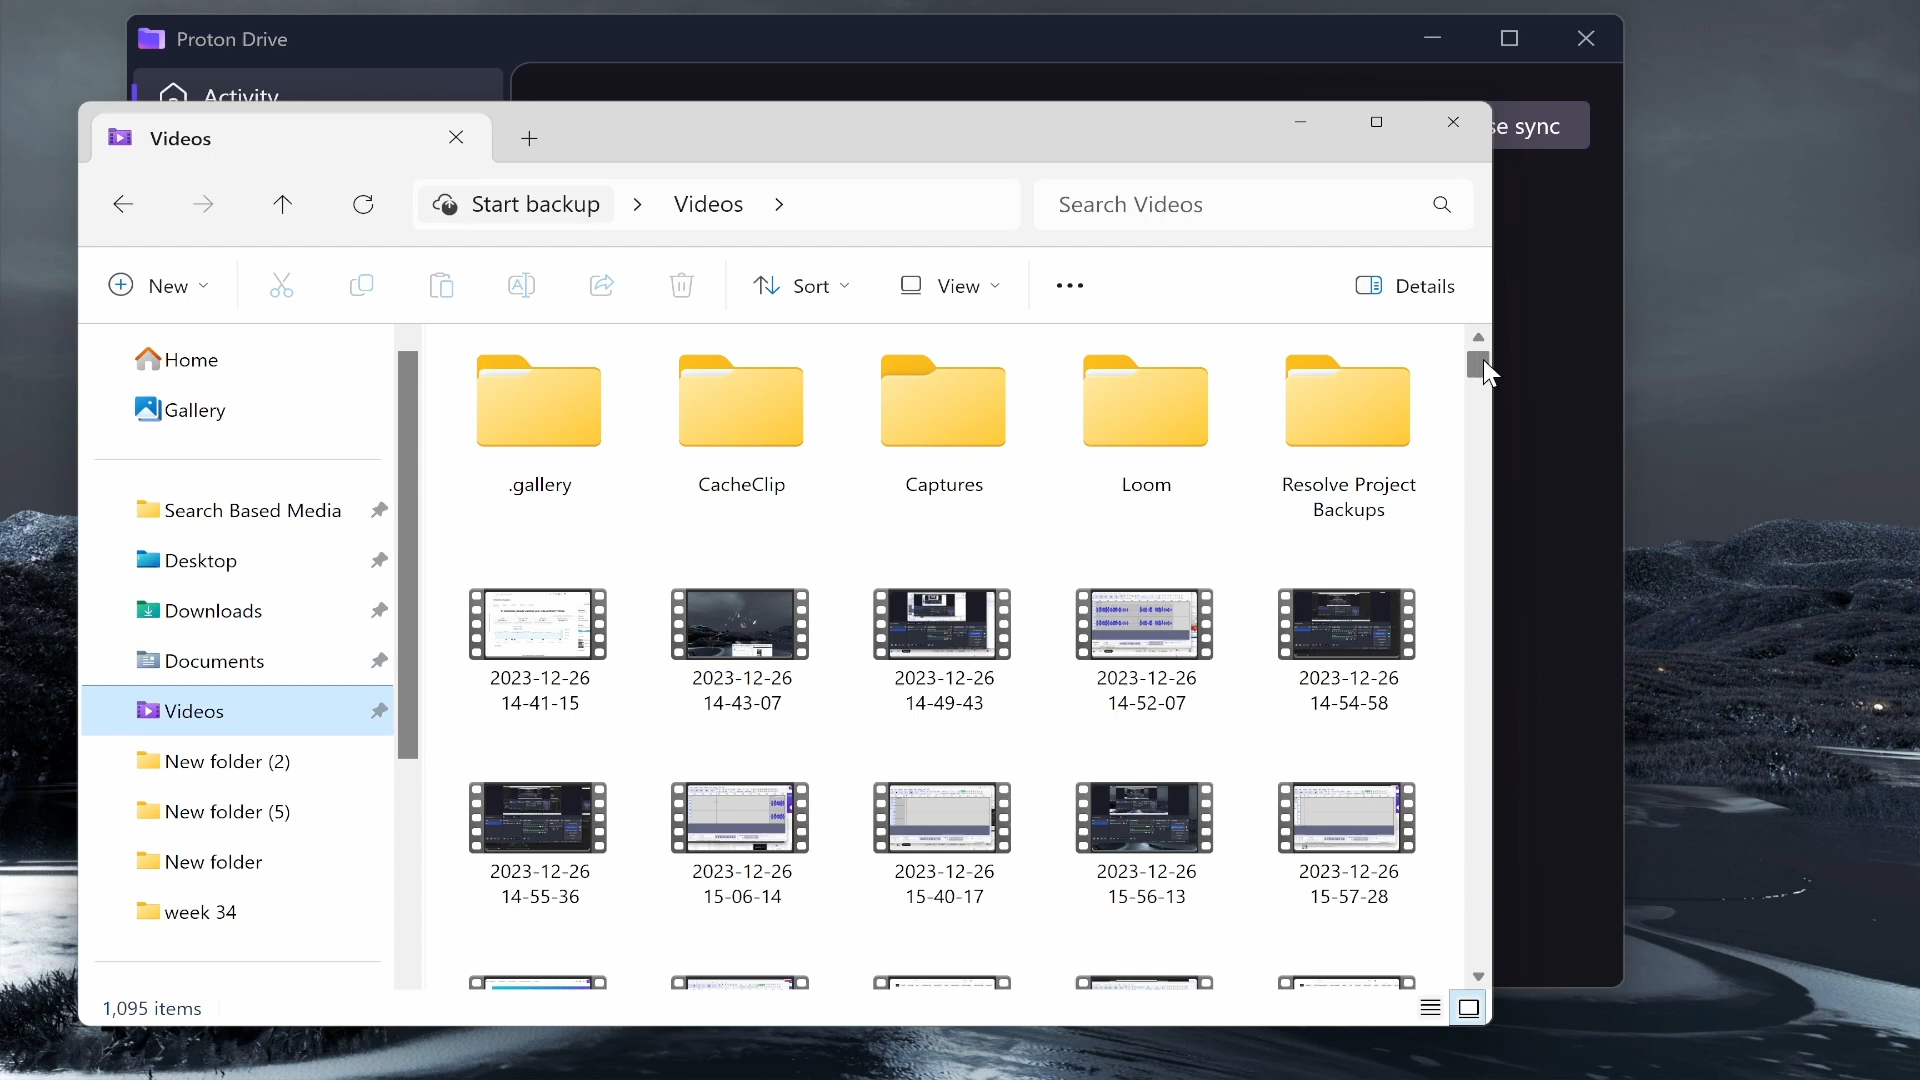 Proton Drive
Activity
se sync
Videos
Start backup
Videos
Search Videos
New
Sort
View
Details
Home
Gallery
Search Based Media
Desktop
Downloads
Documents
Videos
New folder (2)
New folder (5)
New folder
week 34
.gallery
CacheClip
Captures
Loom
Resolve Project
Backups
2023-12-26
14-41-15
2023-12-26
14-43-07
2023-12-26
14-49-43
2023-12-26
14-52-07
2023-12-26
14-54-58
2023-12-26
14-55-36
2023-12-26
15-06-14
2023-12-26
15-40-17
2023-12-26
15-56-13
2023-12-26
15-57-28
1,095 items